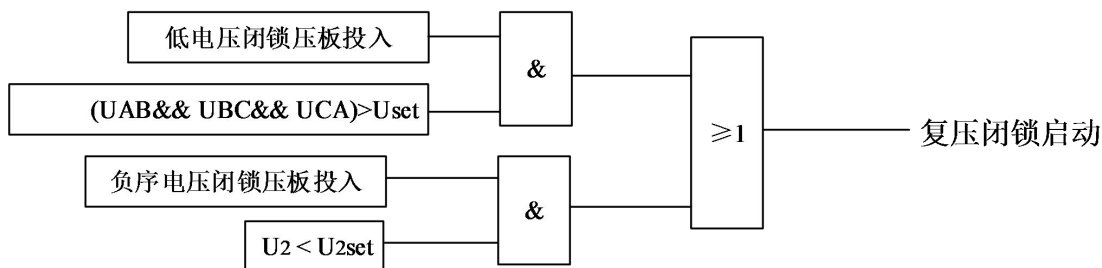 低电压闭锁压板投入
&
(UAB&& UBC&& UCA)>Uset
≥1
复压闭锁启动
负序电压闭锁压板投入
&
U2 < U2set